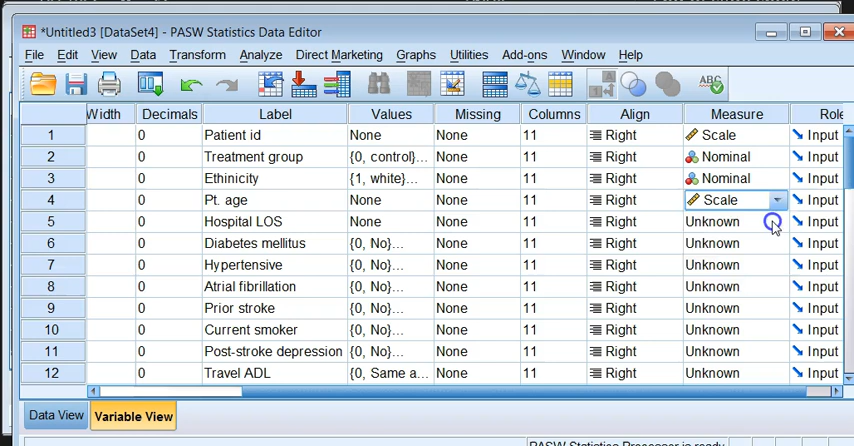 *Untitled3 [DataSet4] - PASW Statistics Data Editor
File Edit View Data Transform Analyze Direct Marketing Graphs Utilities Add-ons Window Help
Width Decimals Label Values Missing Columns Align Measure Role
1 0 Patient id None None 11 Right Scale Input
2 0 Treatment group {0, control}... None 11 Right Nominal Input
3 0 Ethinicity {1, white}... None 11 Right Nominal Input
4 0 Pt. age None None 11 Right Scale Input
5 0 Hospital LOS None None 11 Right Unknown Input
6 0 Diabetes mellitus {0, No}... None 11 Right Unknown Input
7 0 Hypertensive {0, No}... None 11 Right Unknown Input
8 0 Atrial fibrillation {0, No}... None 11 Right Unknown Input
9 0 Prior stroke {0, No}... None 11 Right Unknown Input
10 0 Current smoker {0, No}... None 11 Right Unknown Input
11 0 Post-stroke depression {0, No}... None 11 Right Unknown Input
12 0 Travel ADL {0, Same a... None 11 Right Unknown Input
Data View Variable View
PASW Statistics Processor is ready